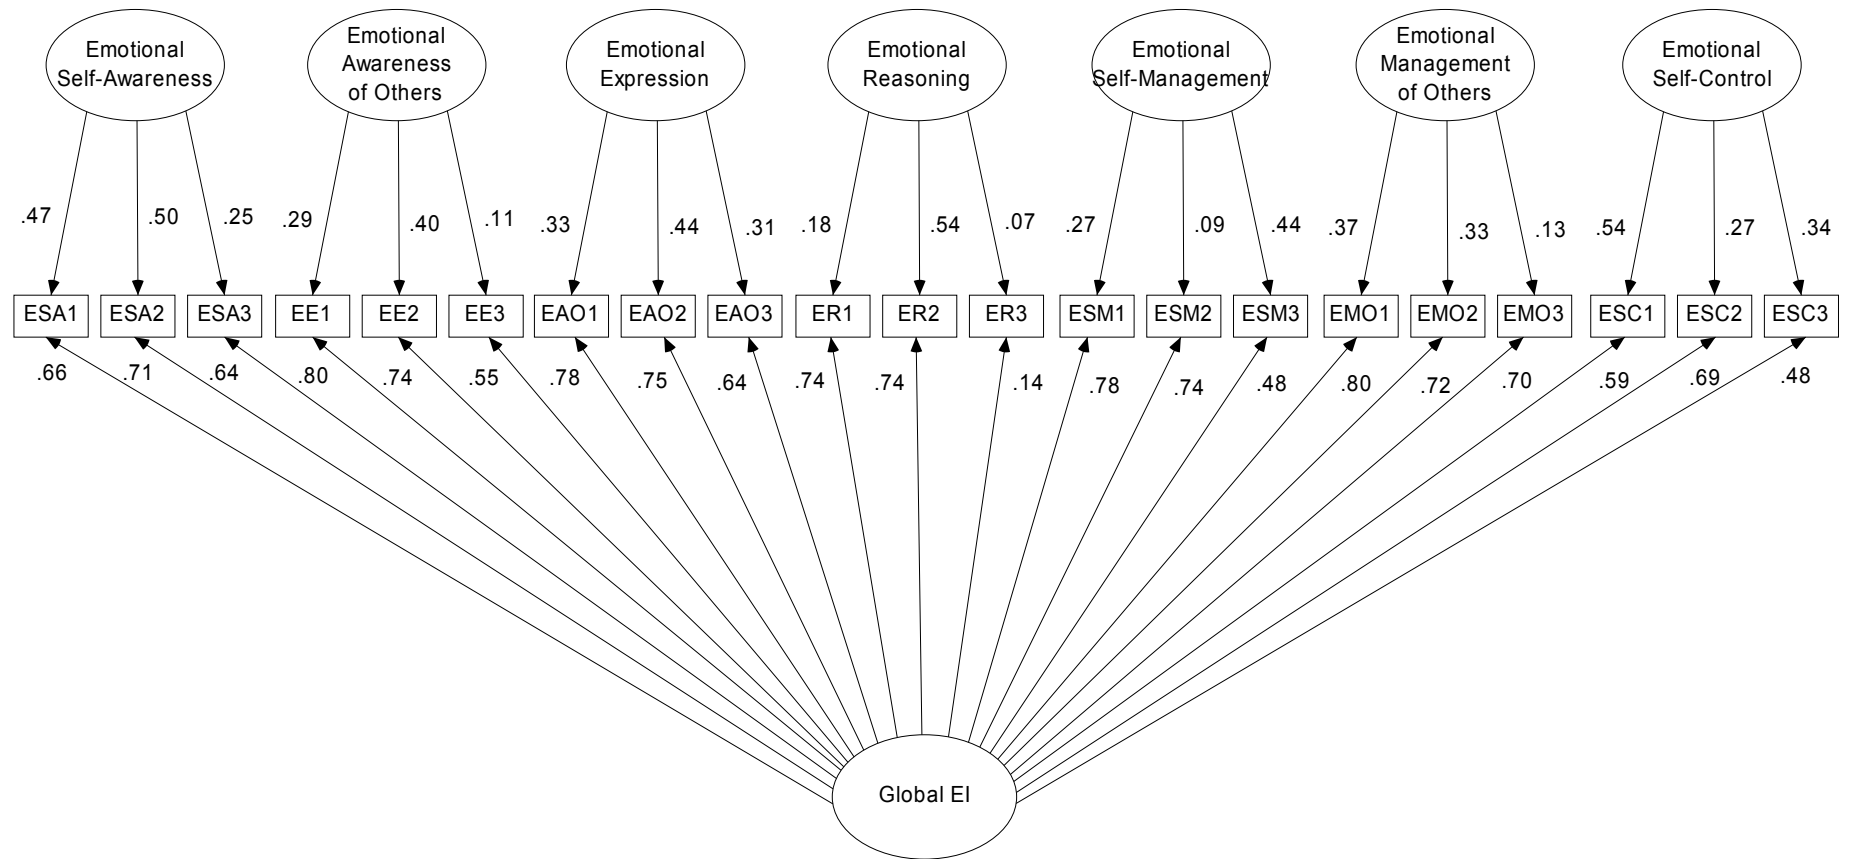 Emotional
Self-Awareness
Emotional
Awareness
of Others
Emotional
Expression
Emotional
Reasoning
Emotional
Self-Management
Emotional
Management
of Others
Emotional
Self-Control
.47 .50 .25 .29 .40 .11 .33 .44 .31 .18 .54 .07 .27 .09 .44 .37 .33 .13 .54 .27 .34
ESA1 ESA2 ESA3 EE1 EE2 EE3 EAO1 EAO2 EAO3 ER1 ER2 ER3 ESM1 ESM2 ESM3 EMO1 EMO2 EMO3 ESC1 ESC2 ESC3
.66 .71 .64 .80 .74 .55 .78 .75 .64 .74 .74 .14 .78 .74 .48 .80 .72 .70 .59 .69 .48
Global EI